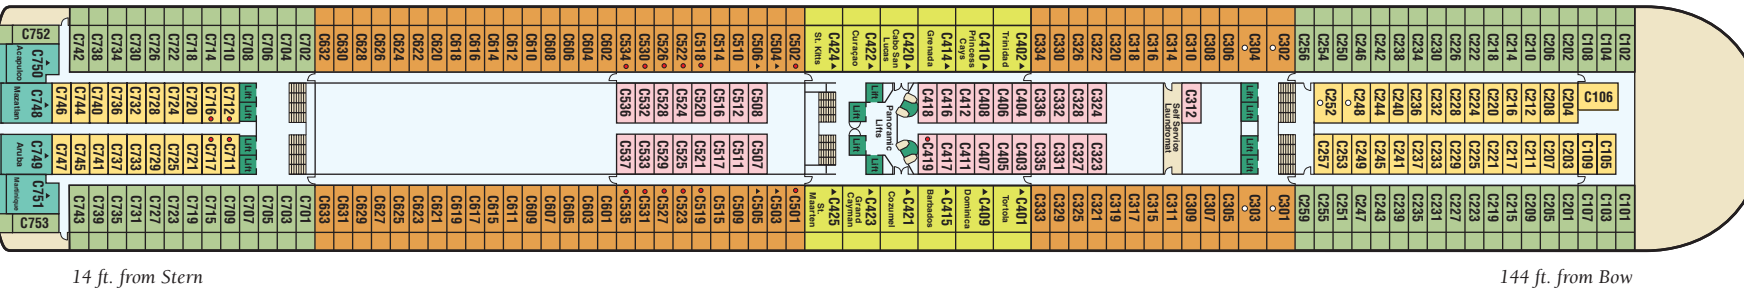 C752
C742
C738
C734
C730
C726
C722
C718
C714
C710
C708
C706
C704
C702
C632
C630
C628
C626
C624
C622
C620
C618
C616
C614
C612
C610
C608
C606
C604
C602
C534
C530
C526
C522
C518
C514
C510
C506
C504
C502
C424
St. Kitts
C422
Curaçao
C420
Cabo San
Lucas
C414
Grenada
C410
Princess
Cays
C402
Trinidad
C334
C330
C326
C322
C320
C318
C316
C314
C310
C308
C306
C304
C302
C256
C254
C250
C246
C242
C238
C234
C230
C226
C222
C218
C214
C210
C206
C202
C108
C104
C102
C750
Acapulco
C748
Mazatlan
C746
C744
C740
C736
C732
C728
C724
C720
C716
C712
Lift
Lift
C536
C532
C528
C524
C520
C516
C512
C508
Lift
Lift
Panoramic
Lifts
C418
C416
C412
C408
C406
C404
C336
C332
C328
C324
C312
Self Service
Laundromat
Lift
Lift
C252
C248
C244
C240
C236
C232
C228
C224
C220
C216
C212
C208
C204
C106
C749
Aruba
C747
C745
C741
C737
C733
C729
C725
C721
C717
C711
Lift
Lift
C537
C533
C529
C525
C521
C517
C511
C507
Lift
Lift
C419
C417
C411
C407
C405
C403
C335
C331
C327
C323
Lift
Lift
C257
C253
C249
C245
C241
C237
C233
C229
C225
C221
C217
C211
C207
C203
C109
C105
C751
Martinique
C753
C743
C739
C735
C731
C727
C723
C719
C715
C709
C707
C705
C703
C701
C633
C631
C629
C627
C625
C623
C621
C619
C617
C615
C611
C609
C607
C605
C603
C601
C535
C531
C527
C523
C519
C515
C509
C505
C503
C501
C425
St.
Maarten
C423
Grand
Cayman
C421
Cozumel
C415
Barbados
C409
Dominica
C401
Tortola
C333
C329
C325
C321
C319
C317
C315
C311
C309
C307
C305
C303
C301
C259
C255
C251
C247
C243
C239
C235
C231
C227
C223
C219
C215
C209
C205
C201
C107
C103
C101
14 ft. from Stern
144 ft. from Bow